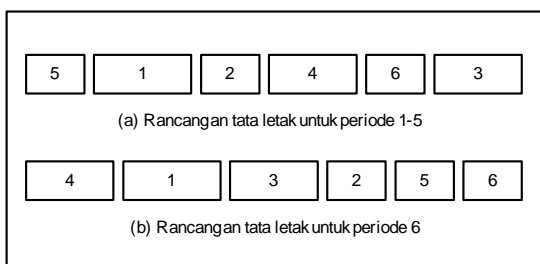 5 1 2 4 6 3
(a) Rancangan tata letak untuk periode 1-5
4 1 3 2 5 6
(b) Rancangan tata letak untuk periode 6